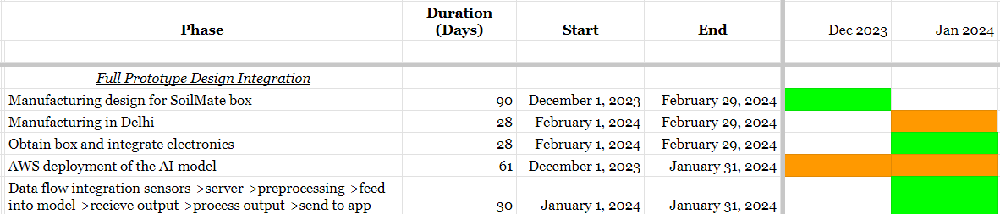 Phase Duration (Days) Start End Dec 2023 Jan 2024
Full Prototype Design Integration
Manufacturing design for SoilMate box 90 December 1, 2023 February 29, 2024
Manufacturing in Delhi 28 February 1, 2024 February 29, 2024
Obtain box and integrate electronics 28 February 1, 2024 February 29, 2024
AWS deployment of the AI model 61 December 1, 2023 January 31, 2024
Data flow integration sensors->server->preprocessing->feed
into model->recieve output->process output->send to app 30 January 1, 2024 January 31, 2024